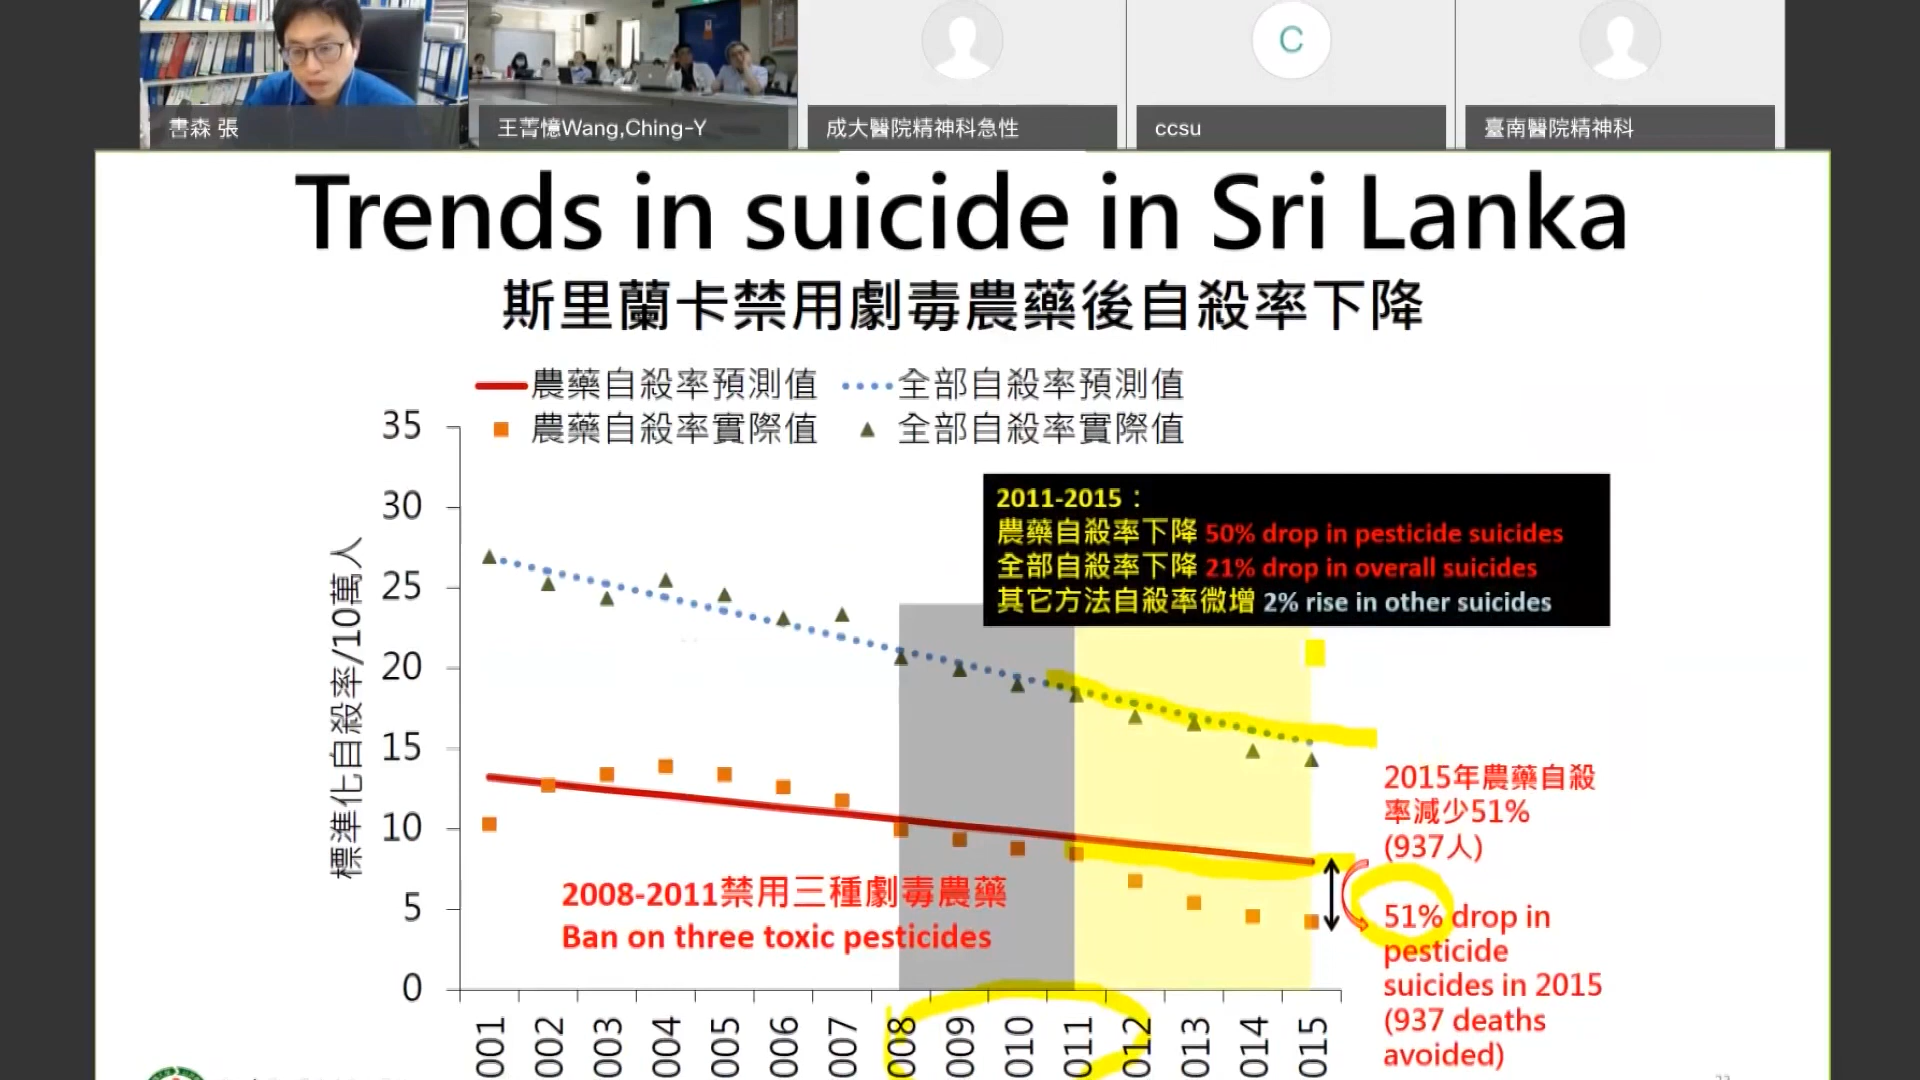 書森 張
王菁憶Wang,Ching-Y
成大醫院精神科急性
C
ccsu
臺南醫院精神科
Trends in suicide in Sri Lanka
斯里蘭卡禁用劇毒農藥後自殺率下降
農藥自殺率預測值
全部自殺率預測值
農藥自殺率實際值
全部自殺率實際值
標準化自殺率/10萬人
35
30
25
20
15
10
5
0
2011-2015：
農藥自殺率下降 50% drop in pesticide suicides
全部自殺率下降 21% drop in overall suicides
其它方法自殺率微增 2% rise in other suicides
2008-2011禁用三種劇毒農藥
Ban on three toxic pesticides
2015年農藥自殺
率減少51%
(937人)
51% drop in
pesticide
suicides in 2015
(937 deaths
avoided)
001
002
003
004
005
006
007
008
009
010
011
012
013
014
015